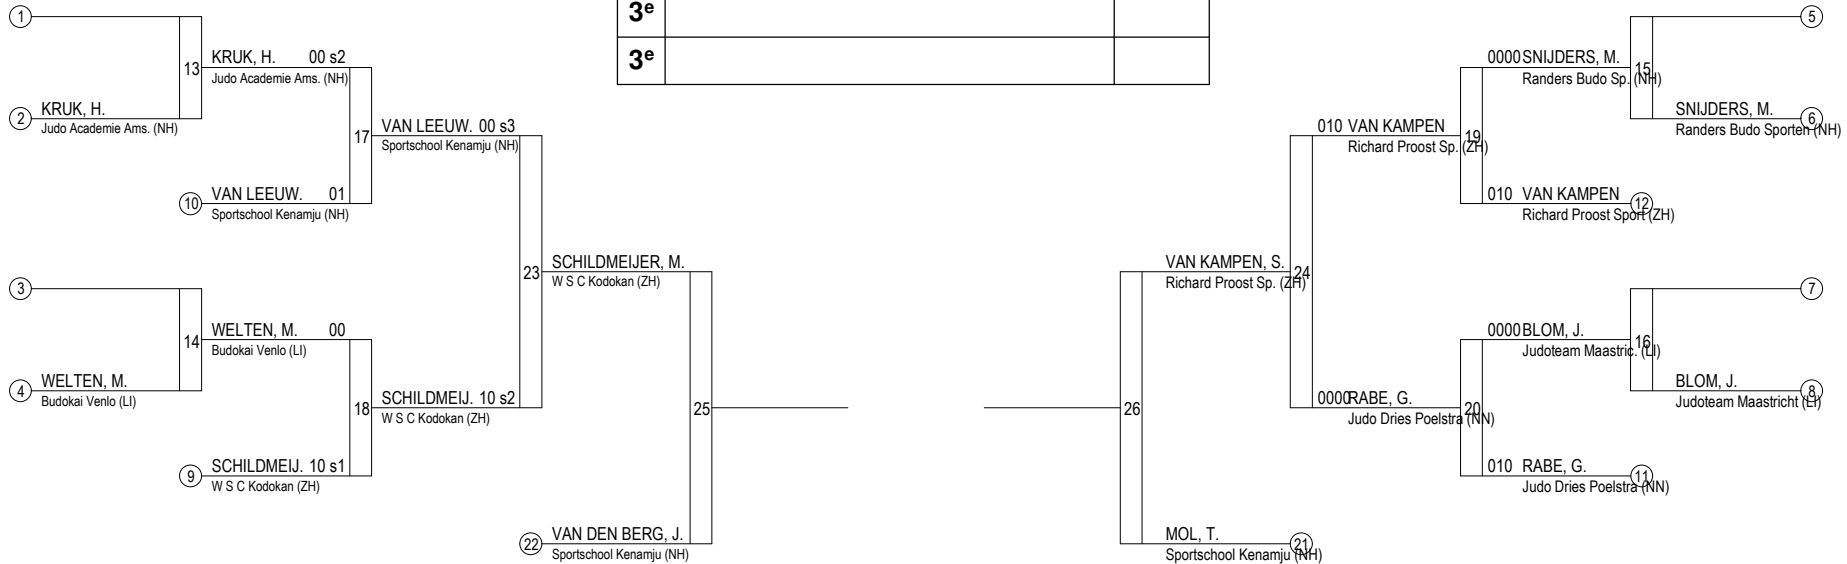 3e
3e
1
13
KRUK, H. 00 s2
Judo Academie Ams. (NH)
2
KRUK, H.
Judo Academie Ams. (NH)
17
VAN LEEUW. 00 s3
Sportschool Kenamju (NH)
10
VAN LEEUW. 01
Sportschool Kenamju (NH)
23
SCHILDMEIJER, M.
W S C Kodokan (ZH)
3
14
WELTEN, M. 00
Budokai Venlo (LI)
4
WELTEN, M.
Budokai Venlo (LI)
18
SCHILDMEIJ. 10 s2
W S C Kodokan (ZH)
9
SCHILDMEIJ. 10 s1
W S C Kodokan (ZH)
25
22
VAN DEN BERG, J.
Sportschool Kenamju (NH)
5
0000 SNIJDERS, M.
Randers Budo Sp. (NH)
15
SNIJDERS, M.
6
Randers Budo Sporten (NH)
010 VAN KAMPEN
Richard Proost Sp. (ZH)
19
010 VAN KAMPEN
12
Richard Proost Sport (ZH)
VAN KAMPEN, S.
Richard Proost Sp. (ZH)
24
7
0000 BLOM, J.
Judoteam Maastric. (LI)
16
BLOM, J.
8
Judoteam Maastricht (LI)
26
0000 RABE, G.
Judo Dries Poelstra (NN)
20
010 RABE, G.
11
Judo Dries Poelstra (NN)
MOL, T.
21
Sportschool Kenamju (NH)